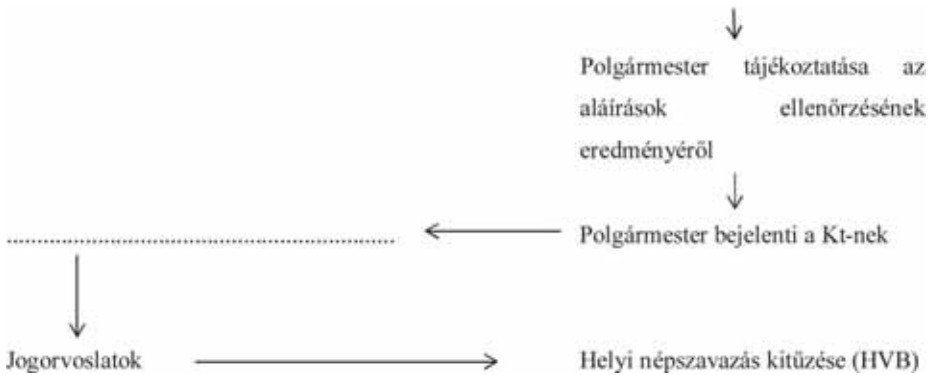 Polgármester tájékoztatása az
aláírások ellenőrzésének
eredményéről
Polgármester bejelenti a Kt-nek
................................................................................
Jogorvoslatok
Helyi népszavazás kitűzése (HVB)